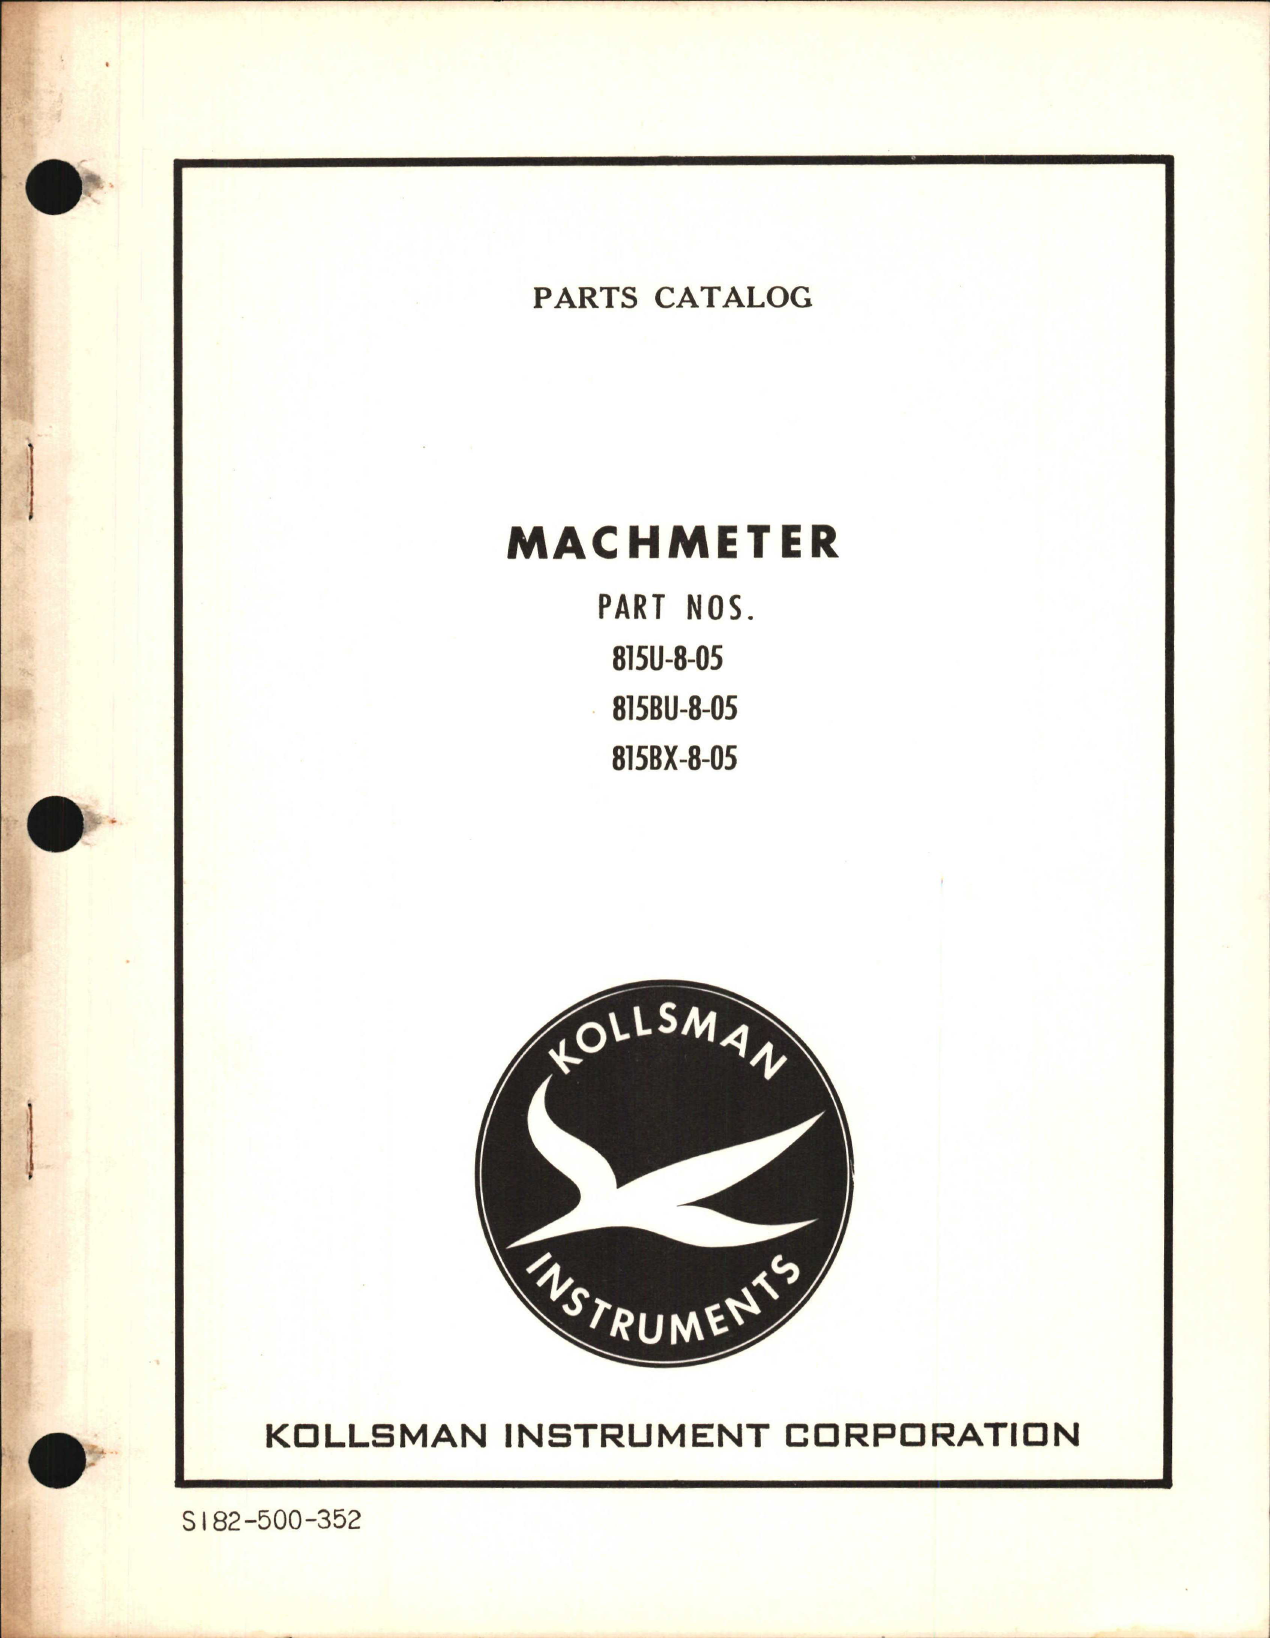 PARTS CATALOG
MACHMETER
PART NOS.
815U-8-05
815BU-8-05
815BX-8-05
KOLLSMAN
INSTRUMENTS
KOLLSMAN INSTRUMENT CORPORATION
S182-500-352